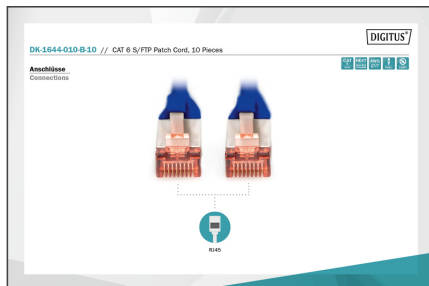 DIGITUS®
DK-1644-010-B-10 // CAT 6 S/FTP Patch Cord, 10 Pieces
Anschlüsse
Connections
RJ45